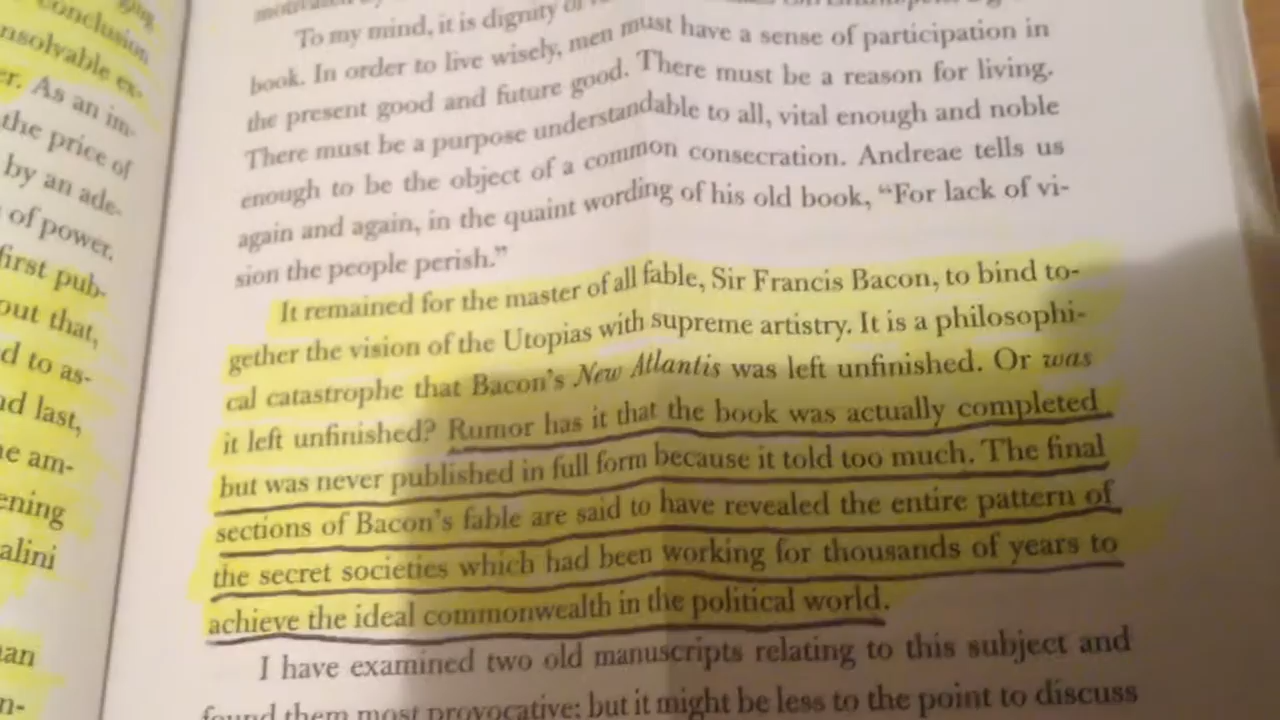 conclusion
nsolvable ex-
er. As an im-
the price of
by an ade-
of power.
first pub-
out that,
d to as-
nd last,
e am-
ening
alini
an
n-
To my mind, it is dignity
book. In order to live wisely, men must have a sense of participation in
the present good and future good. There must be a reason for living.
There must be a purpose understandable to all, vital enough and noble
enough to be the object of a common consecration. Andreae tells us
again and again, in the quaint wording of his old book, “For lack of vi-
sion the people perish.”
It remained for the master of all fable, Sir Francis Bacon, to bind to-
gether the vision of the Utopias with supreme artistry. It is a philosophi-
cal catastrophe that Bacon’s New Atlantis was left unfinished. Or was
it left unfinished? Rumor has it that the book was actually completed
but was never published in full form because it told too much. The final
sections of Bacon’s fable are said to have revealed the entire pattern of
the secret societies which had been working for thousands of years to
achieve the ideal commonwealth in the political world.
I have examined two old manuscripts relating to this subject and
found them most provocative; but it might be less to the point to discuss